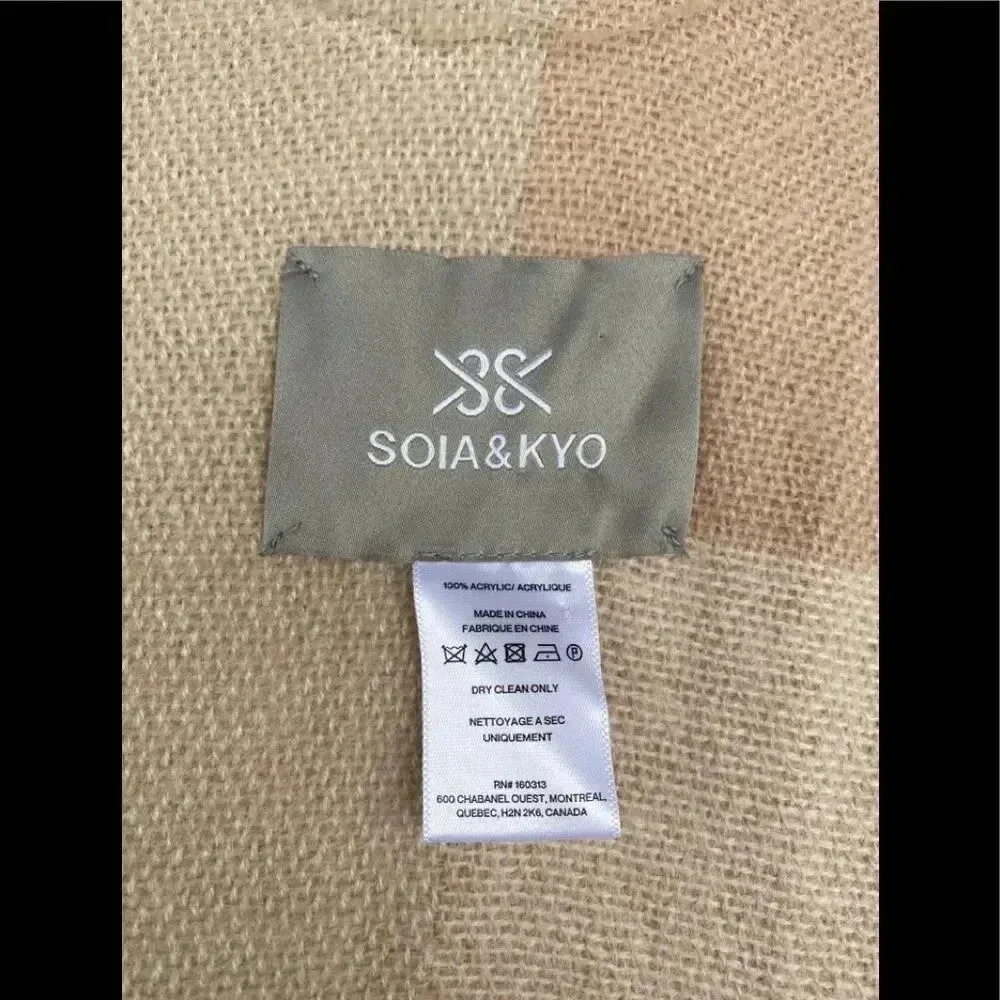 SOIA&KYO
100% ACRYLIC/ ACRYLIQUE
MADE IN CHINA
FABRIQUE EN CHINE
P
DRY CLEAN ONLY
NETTOYAGE A SEC
UNIQUEMENT
RN# 160313
600 CHABANEL OUEST, MONTREAL,
QUEBEC, H2N 2K6, CANADA